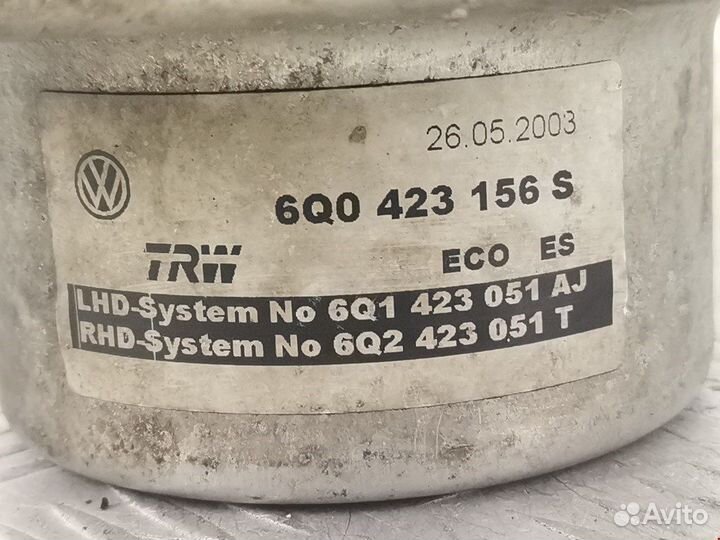 26.05.2003
6Q0 423 156 S
TRW ECO ES
LHD-System No 6Q1 423 051 AJ
RHD-System No 6Q2 423 051 T
Avito